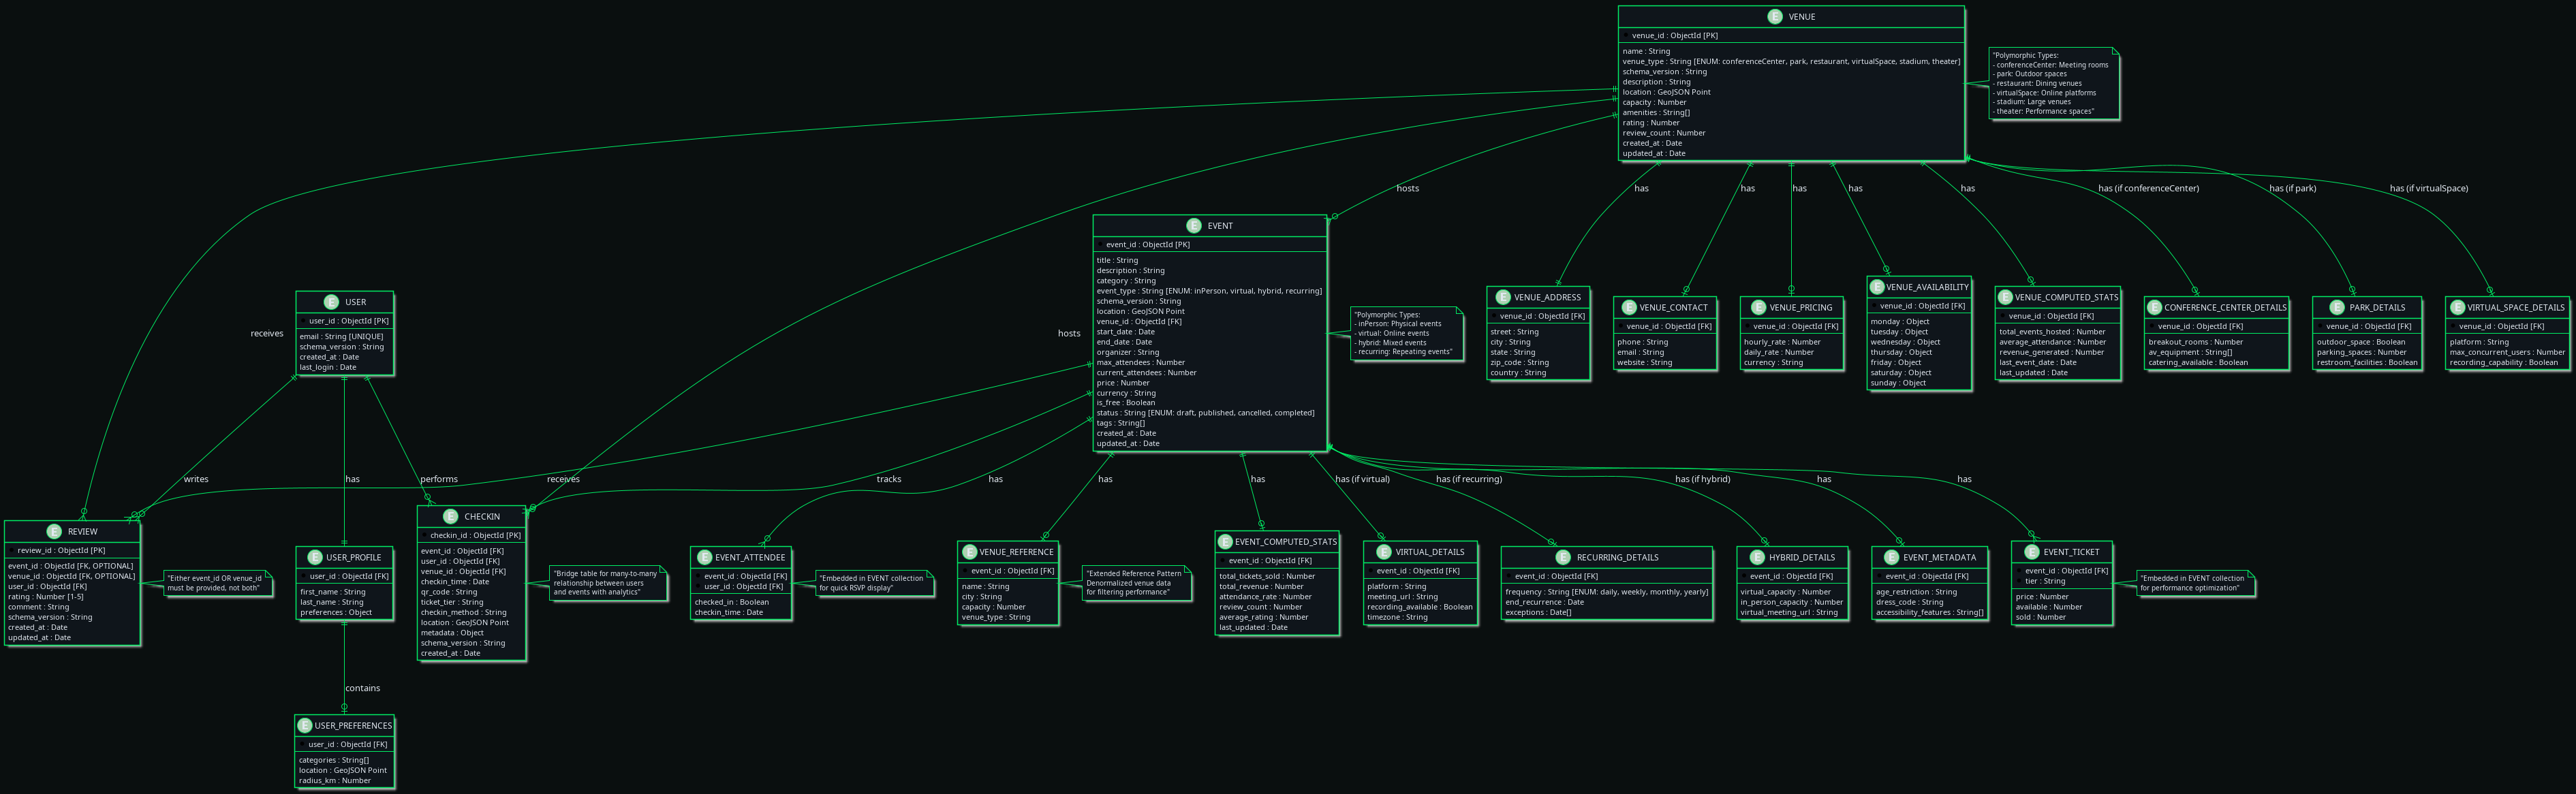 E VENUE
venue_id : ObjectId [PK]
name : String
venue_type : String [ENUM: conferenceCenter, park, restaurant, virtualSpace, stadium, theater]
schema_version : String
description : String
location : GeoJSON Point
capacity : Number
amenities : String[]
rating : Number
review_count : Number
created_at : Date
updated_at : Date
"Polymorphic Types:
- conferenceCenter: Meeting rooms
- park: Outdoor spaces
- restaurant: Dining venues
- virtualSpace: Online platforms
- stadium: Large venues
- theater: Performance spaces"
hosts
has
has
has
has
has
has (if conferenceCenter)
has (if park)
has (if virtualSpace)
E EVENT
event_id : ObjectId [PK]
title : String
description : String
category : String
event_type : String [ENUM: inPerson, virtual, hybrid, recurring]
schema_version : String
location : GeoJSON Point
venue_id : ObjectId [FK]
start_date : Date
end_date : Date
organizer : String
max_attendees : Number
current_attendees : Number
price : Number
currency : String
is_free : Boolean
status : String [ENUM: draft, published, cancelled, completed]
tags : String[]
created_at : Date
updated_at : Date
"Polymorphic Types:
- inPerson: Physical events
- virtual: Online events
- hybrid: Mixed events
- recurring: Repeating events"
E VENUE_ADDRESS
venue_id : ObjectId [FK]
street : String
city : String
state : String
zip_code : String
country : String
E VENUE_CONTACT
venue_id : ObjectId [FK]
phone : String
email : String
website : String
E VENUE_PRICING
venue_id : ObjectId [FK]
hourly_rate : Number
daily_rate : Number
currency : String
E VENUE_AVAILABILITY
venue_id : ObjectId [FK]
monday : Object
tuesday : Object
wednesday : Object
thursday : Object
friday : Object
saturday : Object
sunday : Object
E VENUE_COMPUTED_STATS
venue_id : ObjectId [FK]
total_events_hosted : Number
average_attendance : Number
revenue_generated : Number
last_event_date : Date
last_updated : Date
E CONFERENCE_CENTER_DETAILS
venue_id : ObjectId [FK]
breakout_rooms : Number
av_equipment : String[]
catering_available : Boolean
E PARK_DETAILS
venue_id : ObjectId [FK]
outdoor_space : Boolean
parking_spaces : Number
restroom_facilities : Boolean
E VIRTUAL_SPACE_DETAILS
venue_id : ObjectId [FK]
platform : String
max_concurrent_users : Number
recording_capability : Boolean
E USER
user_id : ObjectId [PK]
email : String [UNIQUE]
schema_version : String
created_at : Date
last_login : Date
receives
hosts
writes
has
performs
receives
tracks
has
has
has
has (if virtual)
has (if recurring)
has (if hybrid)
has
has
E REVIEW
review_id : ObjectId [PK]
event_id : ObjectId [FK, OPTIONAL]
venue_id : ObjectId [FK, OPTIONAL]
user_id : ObjectId [FK]
rating : Number [1-5]
comment : String
schema_version : String
created_at : Date
updated_at : Date
"Either event_id OR venue_id
must be provided, not both"
E USER_PROFILE
user_id : ObjectId [FK]
first_name : String
last_name : String
preferences : Object
E CHECKIN
checkin_id : ObjectId [PK]
event_id : ObjectId [FK]
user_id : ObjectId [FK]
venue_id : ObjectId [FK]
checkin_time : Date
qr_code : String
ticket_tier : String
checkin_method : String
location : GeoJSON Point
metadata : Object
schema_version : String
created_at : Date
"Bridge table for many-to-many
relationship between users
and events with analytics"
E EVENT_ATTENDEE
event_id : ObjectId [FK]
user_id : ObjectId [FK]
checked_in : Boolean
checkin_time : Date
"Embedded in EVENT collection
for quick RSVP display"
E VENUE_REFERENCE
event_id : ObjectId [FK]
name : String
city : String
capacity : Number
venue_type : String
"Extended Reference Pattern
Denormalized venue data
for filtering performance"
E EVENT_COMPUTED_STATS
event_id : ObjectId [FK]
total_tickets_sold : Number
total_revenue : Number
attendance_rate : Number
review_count : Number
average_rating : Number
last_updated : Date
E VIRTUAL_DETAILS
event_id : ObjectId [FK]
platform : String
meeting_url : String
recording_available : Boolean
timezone : String
E RECURRING_DETAILS
event_id : ObjectId [FK]
frequency : String [ENUM: daily, weekly, monthly, yearly]
end_recurrence : Date
exceptions : Date[]
E HYBRID_DETAILS
event_id : ObjectId [FK]
virtual_capacity : Number
in_person_capacity : Number
virtual_meeting_url : String
E EVENT_METADATA
event_id : ObjectId [FK]
age_restriction : String
dress_code : String
accessibility_features : String[]
E EVENT_TICKET
event_id : ObjectId [FK]
tier : String
price : Number
available : Number
sold : Number
"Embedded in EVENT collection
for performance optimization"
contains
E USER_PREFERENCES
user_id : ObjectId [FK]
categories : String[]
location : GeoJSON Point
radius_km : Number